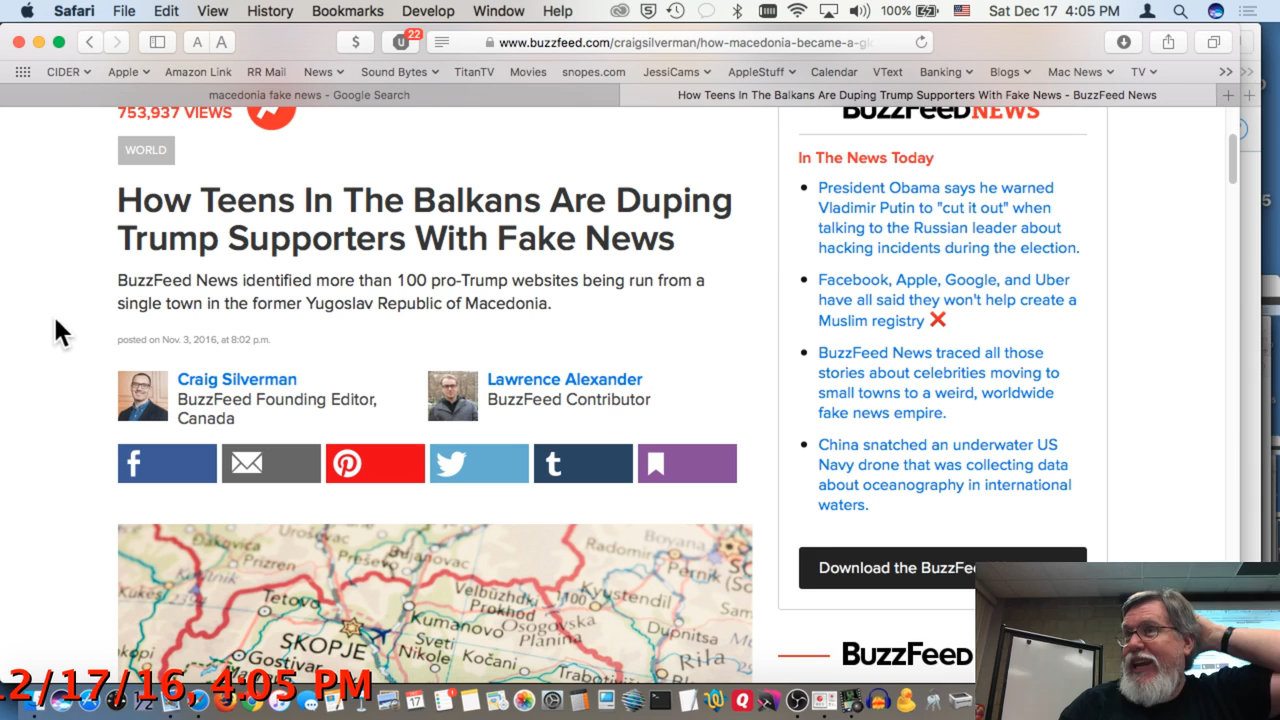 Safari File Edit View History Bookmarks Develop Window Help 100% Sat Dec 17 4:05 PM
A A $ 22 www.buzzfeed.com/craigsilverman/how-macedonia-became-a-gl
CIDER Apple Amazon Link RR Mail News Sound Bytes TitanTV Movies snopes.com JessiCams AppleStuff Calendar VText Banking Blogs Mac News TV
macedonia fake news - Google Search
How Teens In The Balkans Are Duping Trump Supporters With Fake News - BuzzFeed News
753,937 VIEWS
WORLD
How Teens In The Balkans Are Duping
Trump Supporters With Fake News
BuzzFeed News identified more than 100 pro-Trump websites being run from a
single town in the former Yugoslav Republic of Macedonia.
posted on Nov. 3, 2016, at 8:02 p.m.
Craig Silverman
BuzzFeed Founding Editor,
Canada
Lawrence Alexander
BuzzFeed Contributor
BUZZFEED NEWS
In The News Today
President Obama says he warned
Vladimir Putin to "cut it out" when
talking to the Russian leader about
hacking incidents during the election.
Facebook, Apple, Google, and Uber
have all said they won't help create a
Muslim registry ❌
BuzzFeed News traced all those
stories about celebrities moving to
small towns to a weird, worldwide
fake news empire.
China snatched an underwater US
Navy drone that was collecting data
about oceanography in international
waters.
Download the BuzzFe
BUZZFEED
Uroševac
Prizren
Preševo
Bujanovac
Radomir
Boyana
Pernik
Kukës
Tetovo
Velbŭzhdki
Prokhod
Kyustendil
Kumanovo
Osogovska
Planina
Dupnitsa
SKOPJE
Sveti
Nikole
Kočani
Rila
Gostivar
12/17/16, 4:05 PM